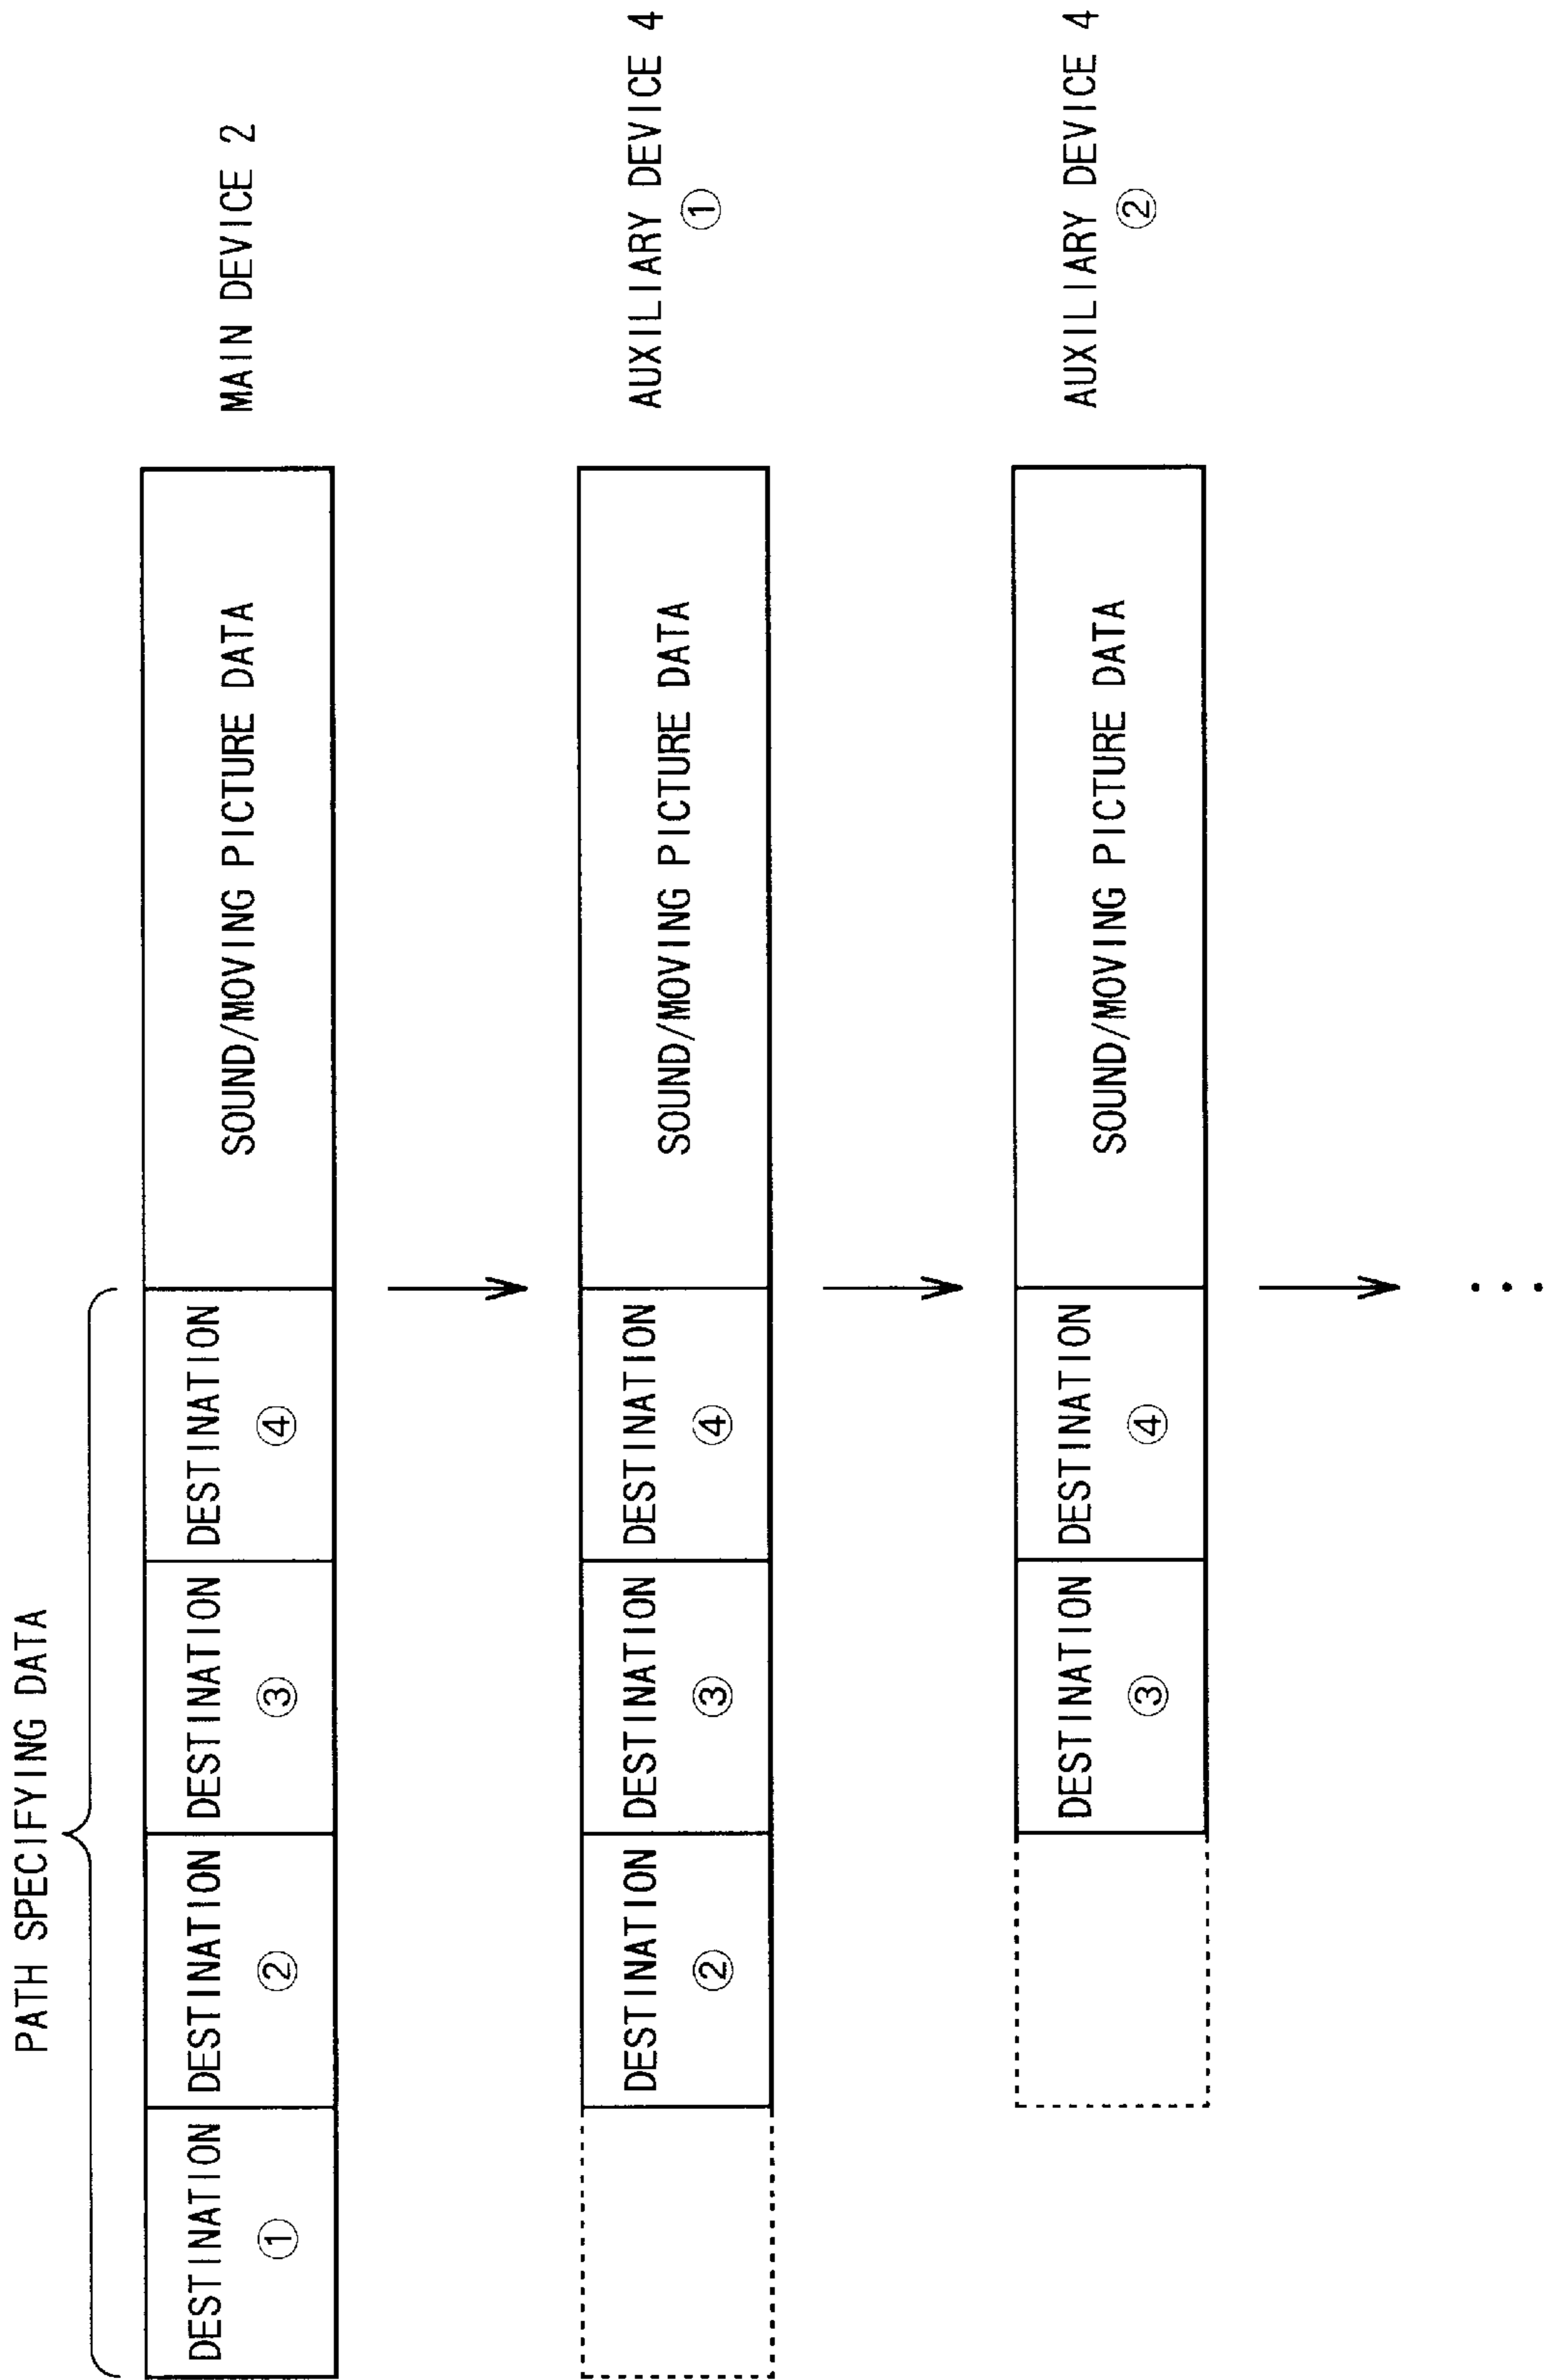 PATH SPECIFYING DATA
DESTINATION DESTINATION DESTINATION DESTINATION SOUND/MOVING PICTURE DATA MAIN DEVICE 2
① ② ③ ④
DESTINATION DESTINATION DESTINATION SOUND/MOVING PICTURE DATA AUXILIARY DEVICE 4
② ③ ④ ①
DESTINATION DESTINATION SOUND/MOVING PICTURE DATA AUXILIARY DEVICE 4
③ ④ ②